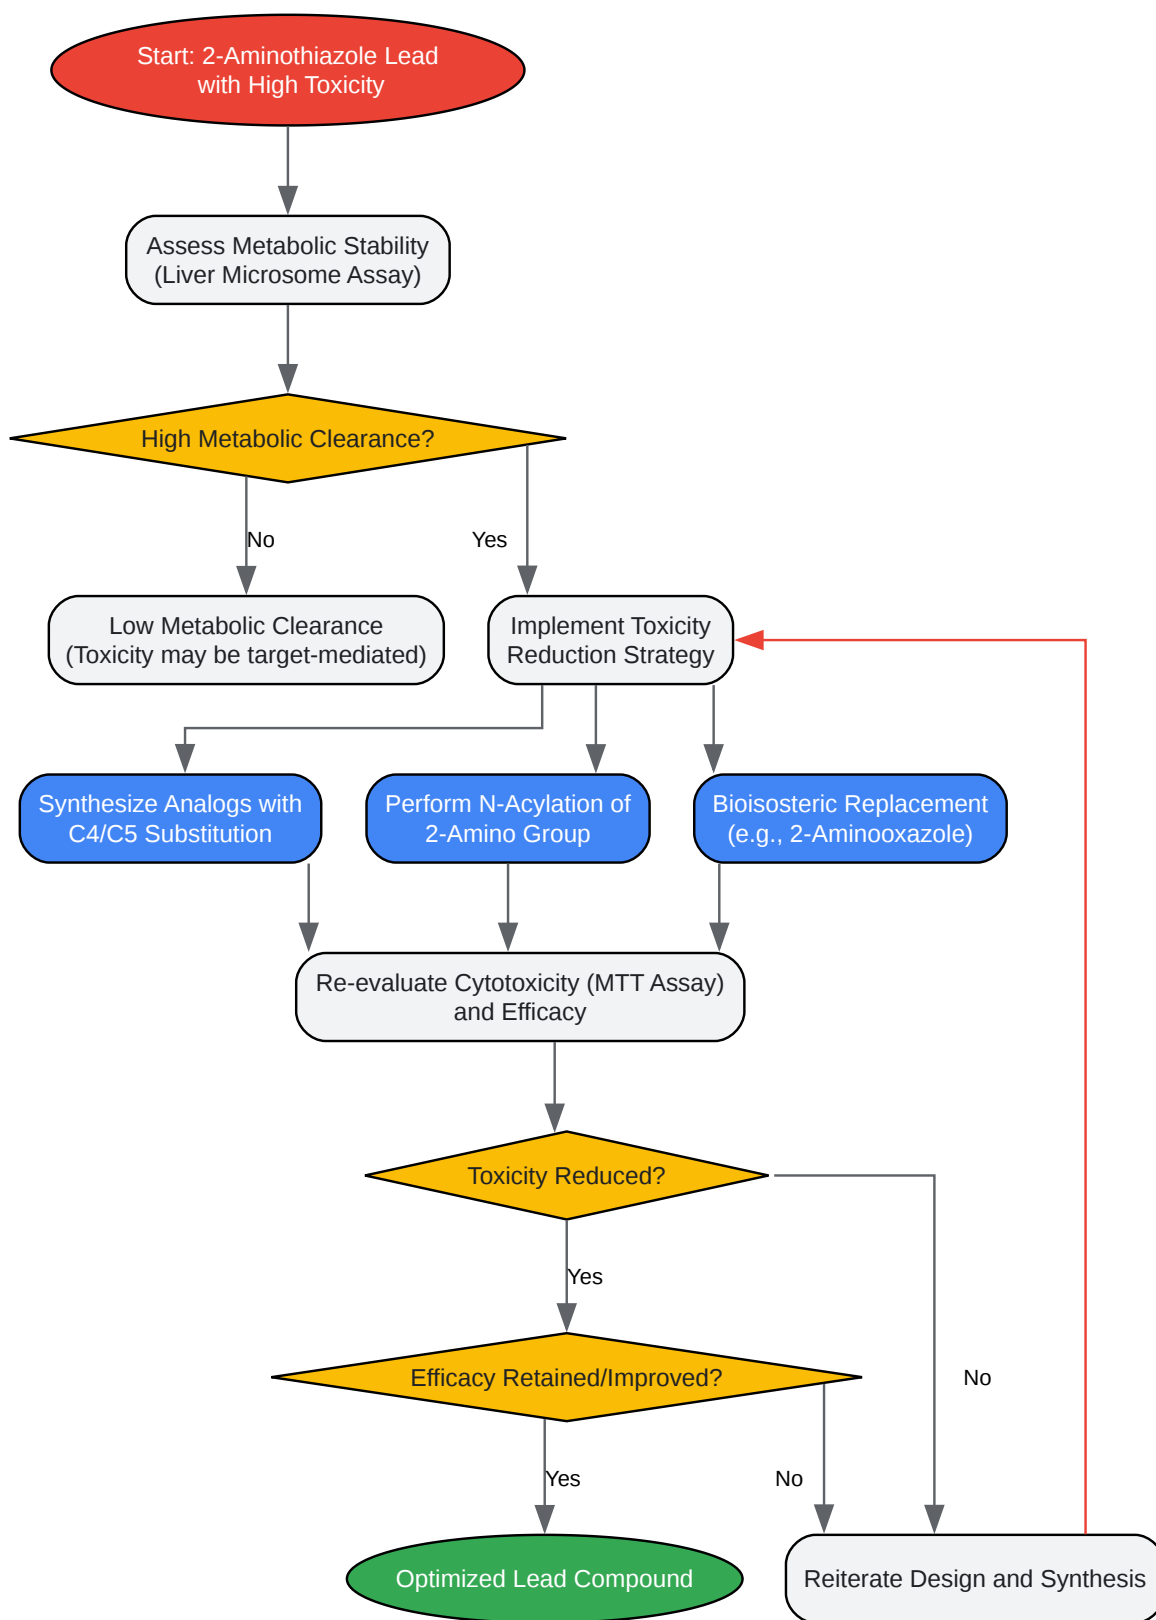 Start: 2-Aminothiazole Lead
with High Toxicity
Assess Metabolic Stability
(Liver Microsome Assay)
High Metabolic Clearance?
No
Yes
Low Metabolic Clearance
(Toxicity may be target-mediated)
Implement Toxicity
Reduction Strategy
Synthesize Analogs with
C4/C5 Substitution
Perform N-Acylation of
2-Amino Group
Bioisosteric Replacement
(e.g., 2-Aminooxazole)
Re-evaluate Cytotoxicity (MTT Assay)
and Efficacy
Toxicity Reduced?
Yes
Efficacy Retained/Improved?
No
Yes
No
Optimized Lead Compound
Reiterate Design and Synthesis